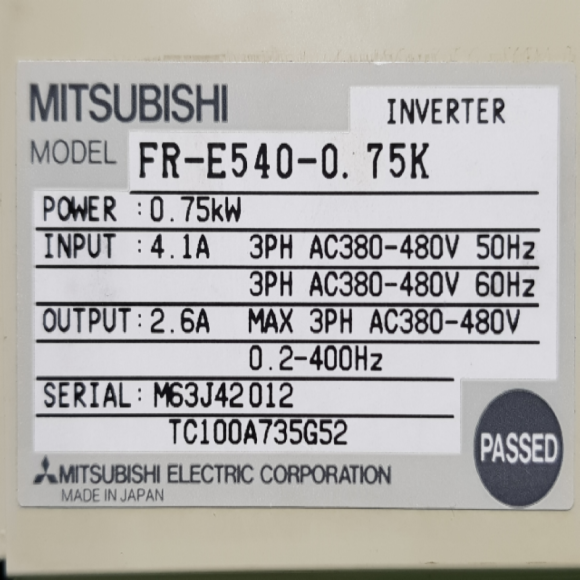 MITSUBISHI
INVERTER
MODEL FR-E540-0.75K
POWER :0.75kW
INPUT :4.1A 3PH AC380-480V 50Hz
3PH AC380-480V 60Hz
OUTPUT:2.6A MAX 3PH AC380-480V
0.2-400Hz
SERIAL: M63J42012
TC100A735G52
PASSED
MITSUBISHI ELECTRIC CORPORATION
MADE IN JAPAN